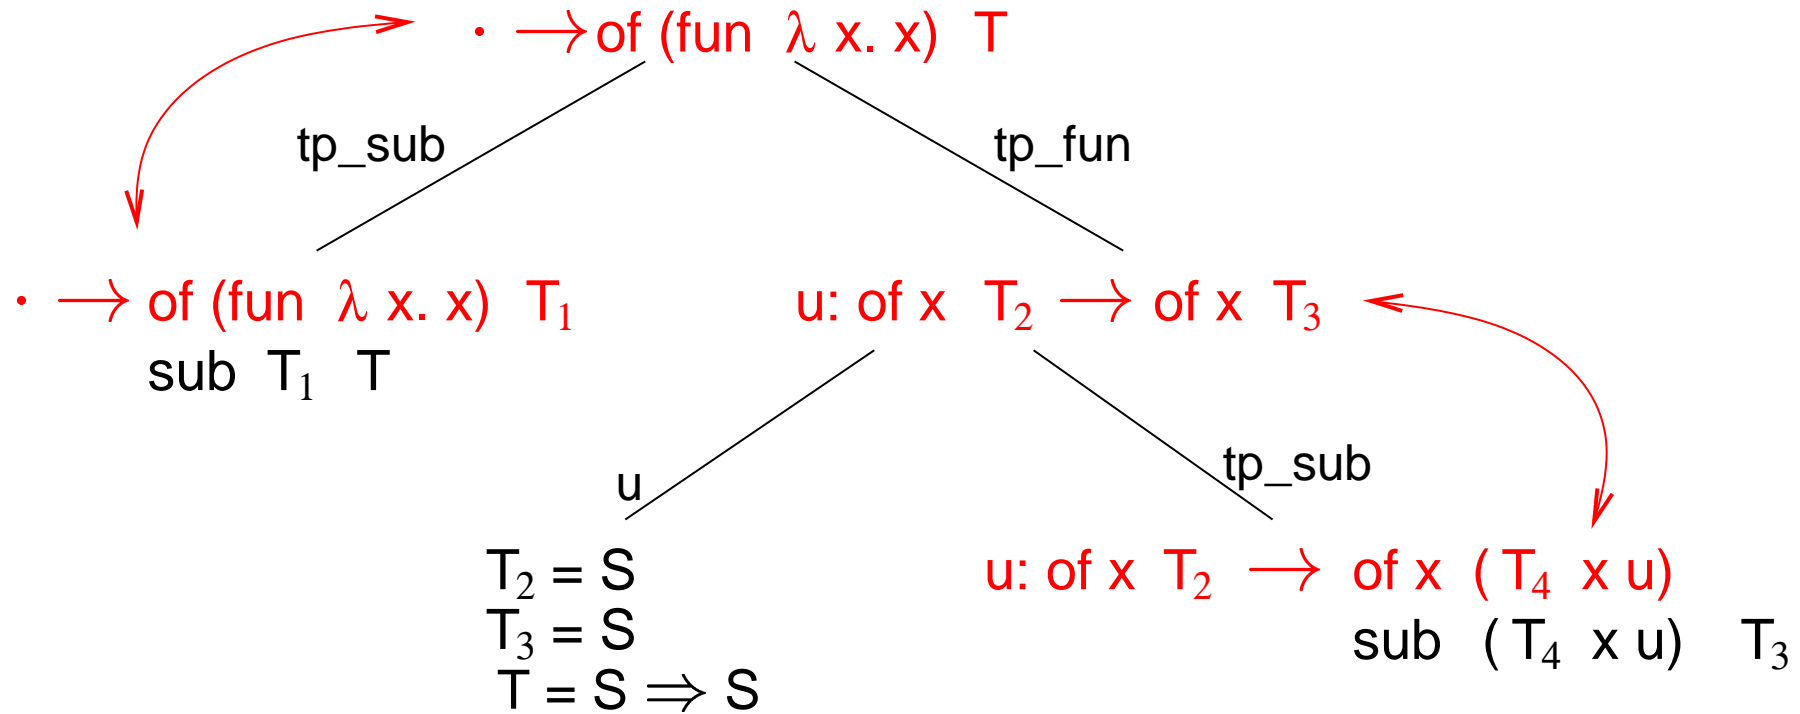 · → of (fun λ x. x) T
tp_sub
tp_fun
· → of (fun λ x. x) T₁
sub T₁ T
u: of x T₂ → of x T₃
u
tp_sub
T₂ = S
T₃ = S
T = S ⇒ S
u: of x T₂ → of x (T₄ x u)
sub (T₄ x u) T₃